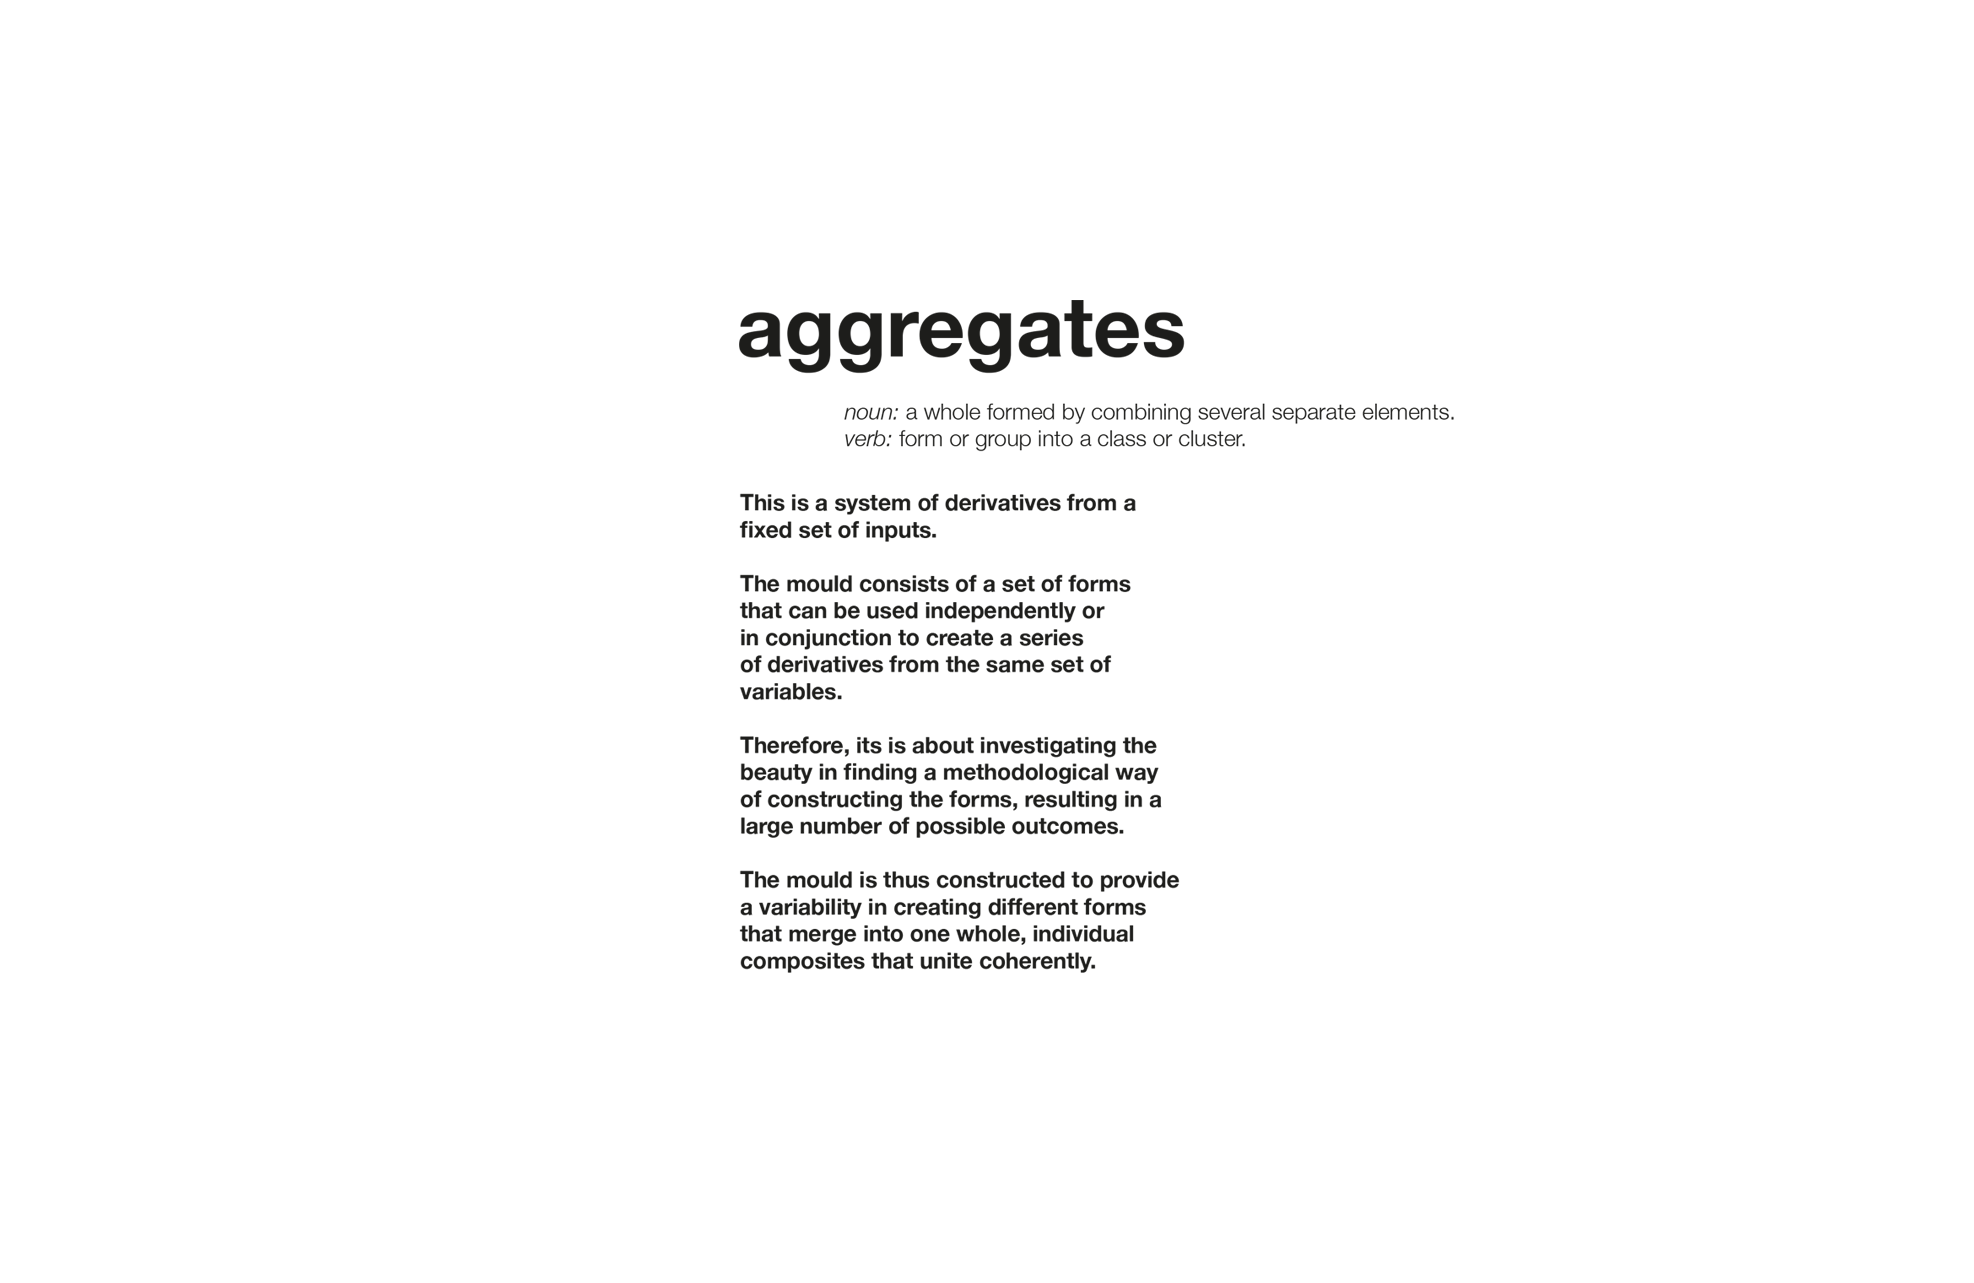 aggregates
noun: a whole formed by combining several separate elements.
verb: form or group into a class or cluster.
This is a system of derivatives from a
fixed set of inputs.
The mould consists of a set of forms
that can be used independently or
in conjunction to create a series
of derivatives from the same set of
variables.
Therefore, its is about investigating the
beauty in finding a methodological way
of constructing the forms, resulting in a
large number of possible outcomes.
The mould is thus constructed to provide
a variability in creating different forms
that merge into one whole, individual
composites that unite coherently.